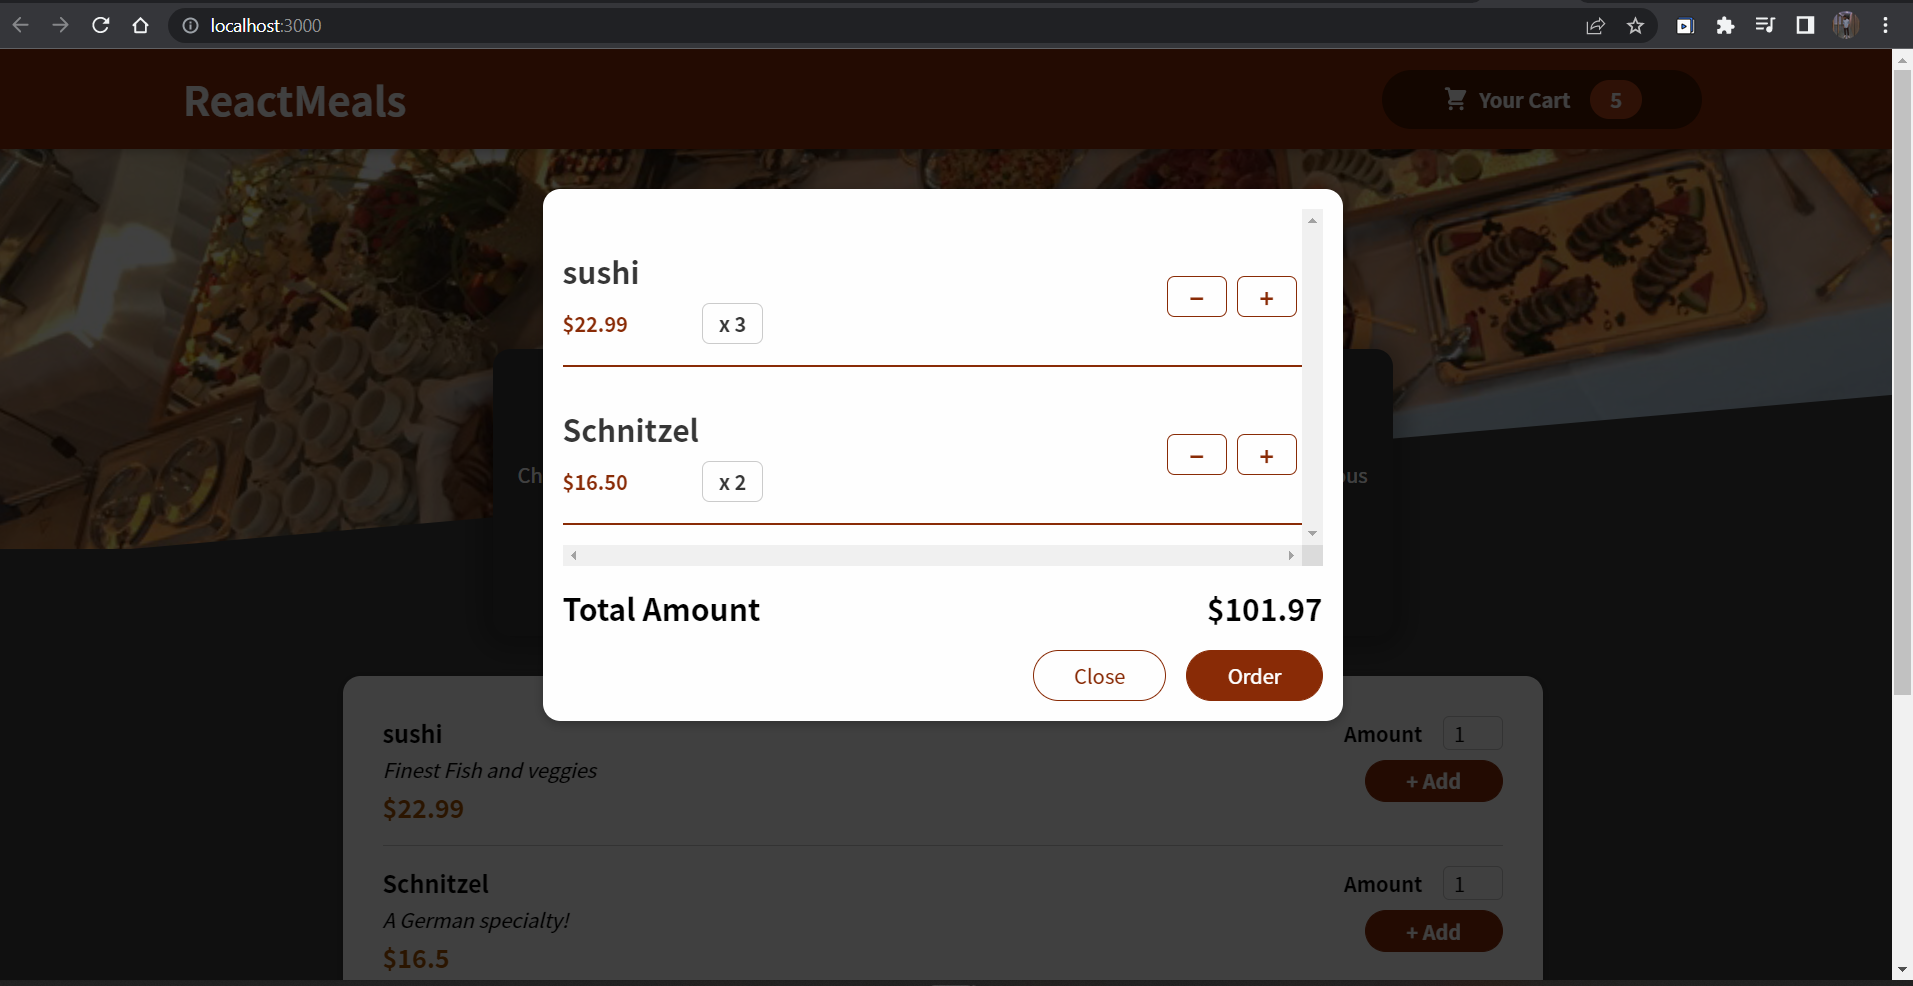 localhost:3000
ReactMeals
Your Cart 5
sushi
$22.99 x 3
− +
Schnitzel
$16.50 x 2
− +
Total Amount $101.97
Close Order
sushi
Finest Fish and veggies
$22.99
Amount 1
+ Add
Schnitzel
A German specialty!
$16.5
Amount 1
+ Add